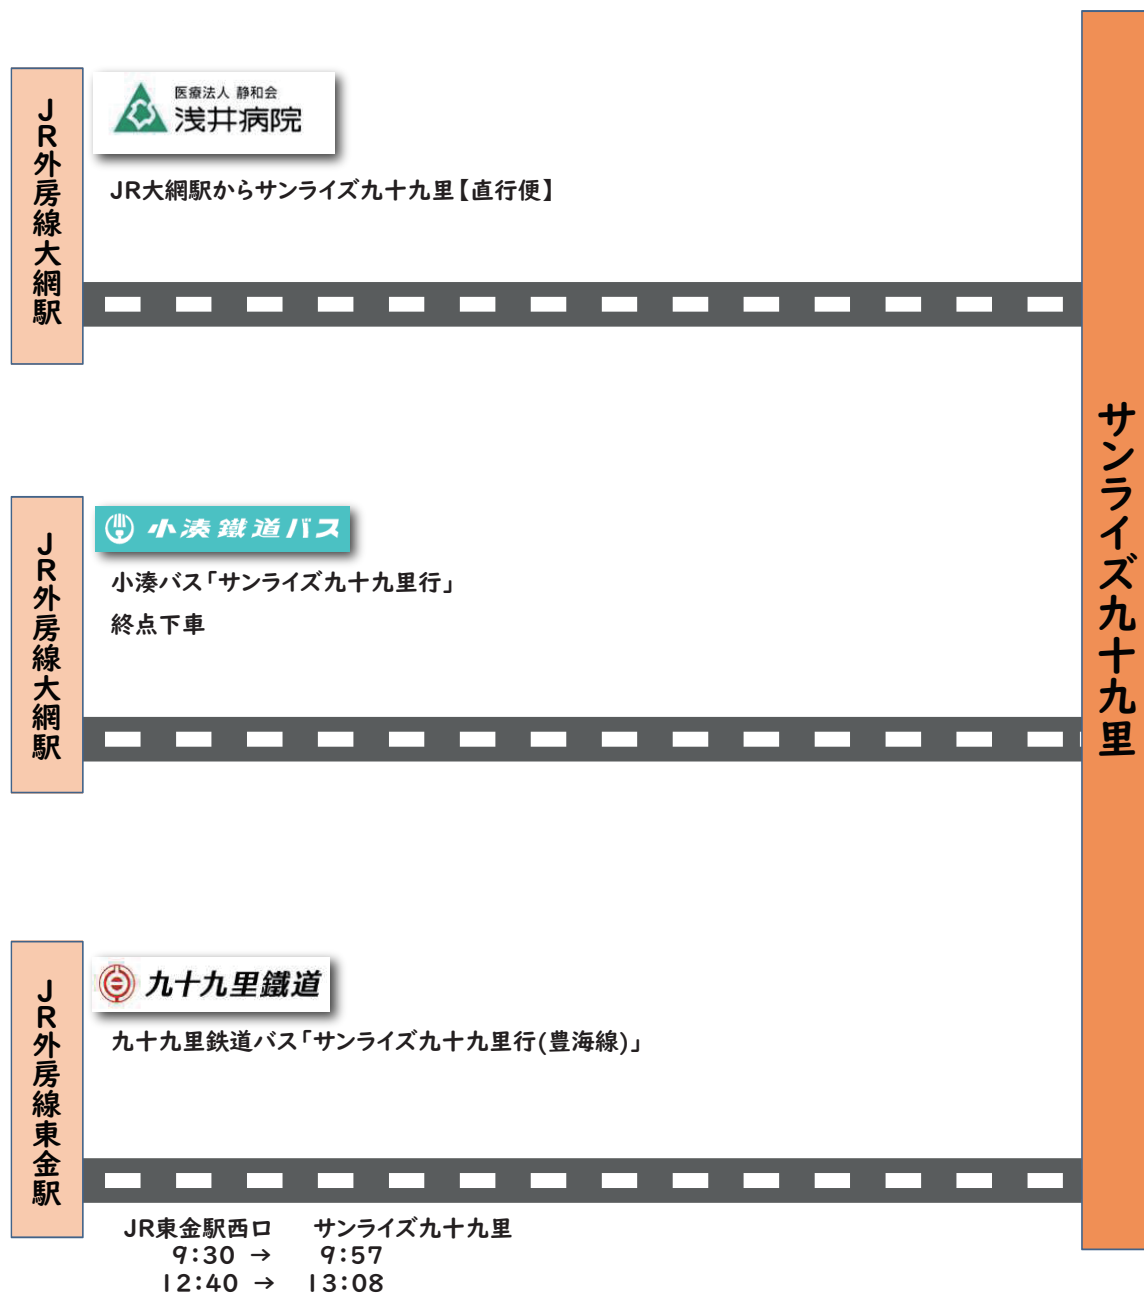 JR外房線大網駅
医療法人 静和会
浅井病院
JR大網駅からサンライズ九十九里【直行便】
サンライズ九十九里
JR外房線大網駅
小湊鐵道バス
小湊バス「サンライズ九十九里行」
終点下車
JR外房線東金駅
九十九里鐵道
九十九里鉄道バス「サンライズ九十九里行(豊海線)」
JR東金駅西口 サンライズ九十九里
9:30 → 9:57
12:40 → 13:08